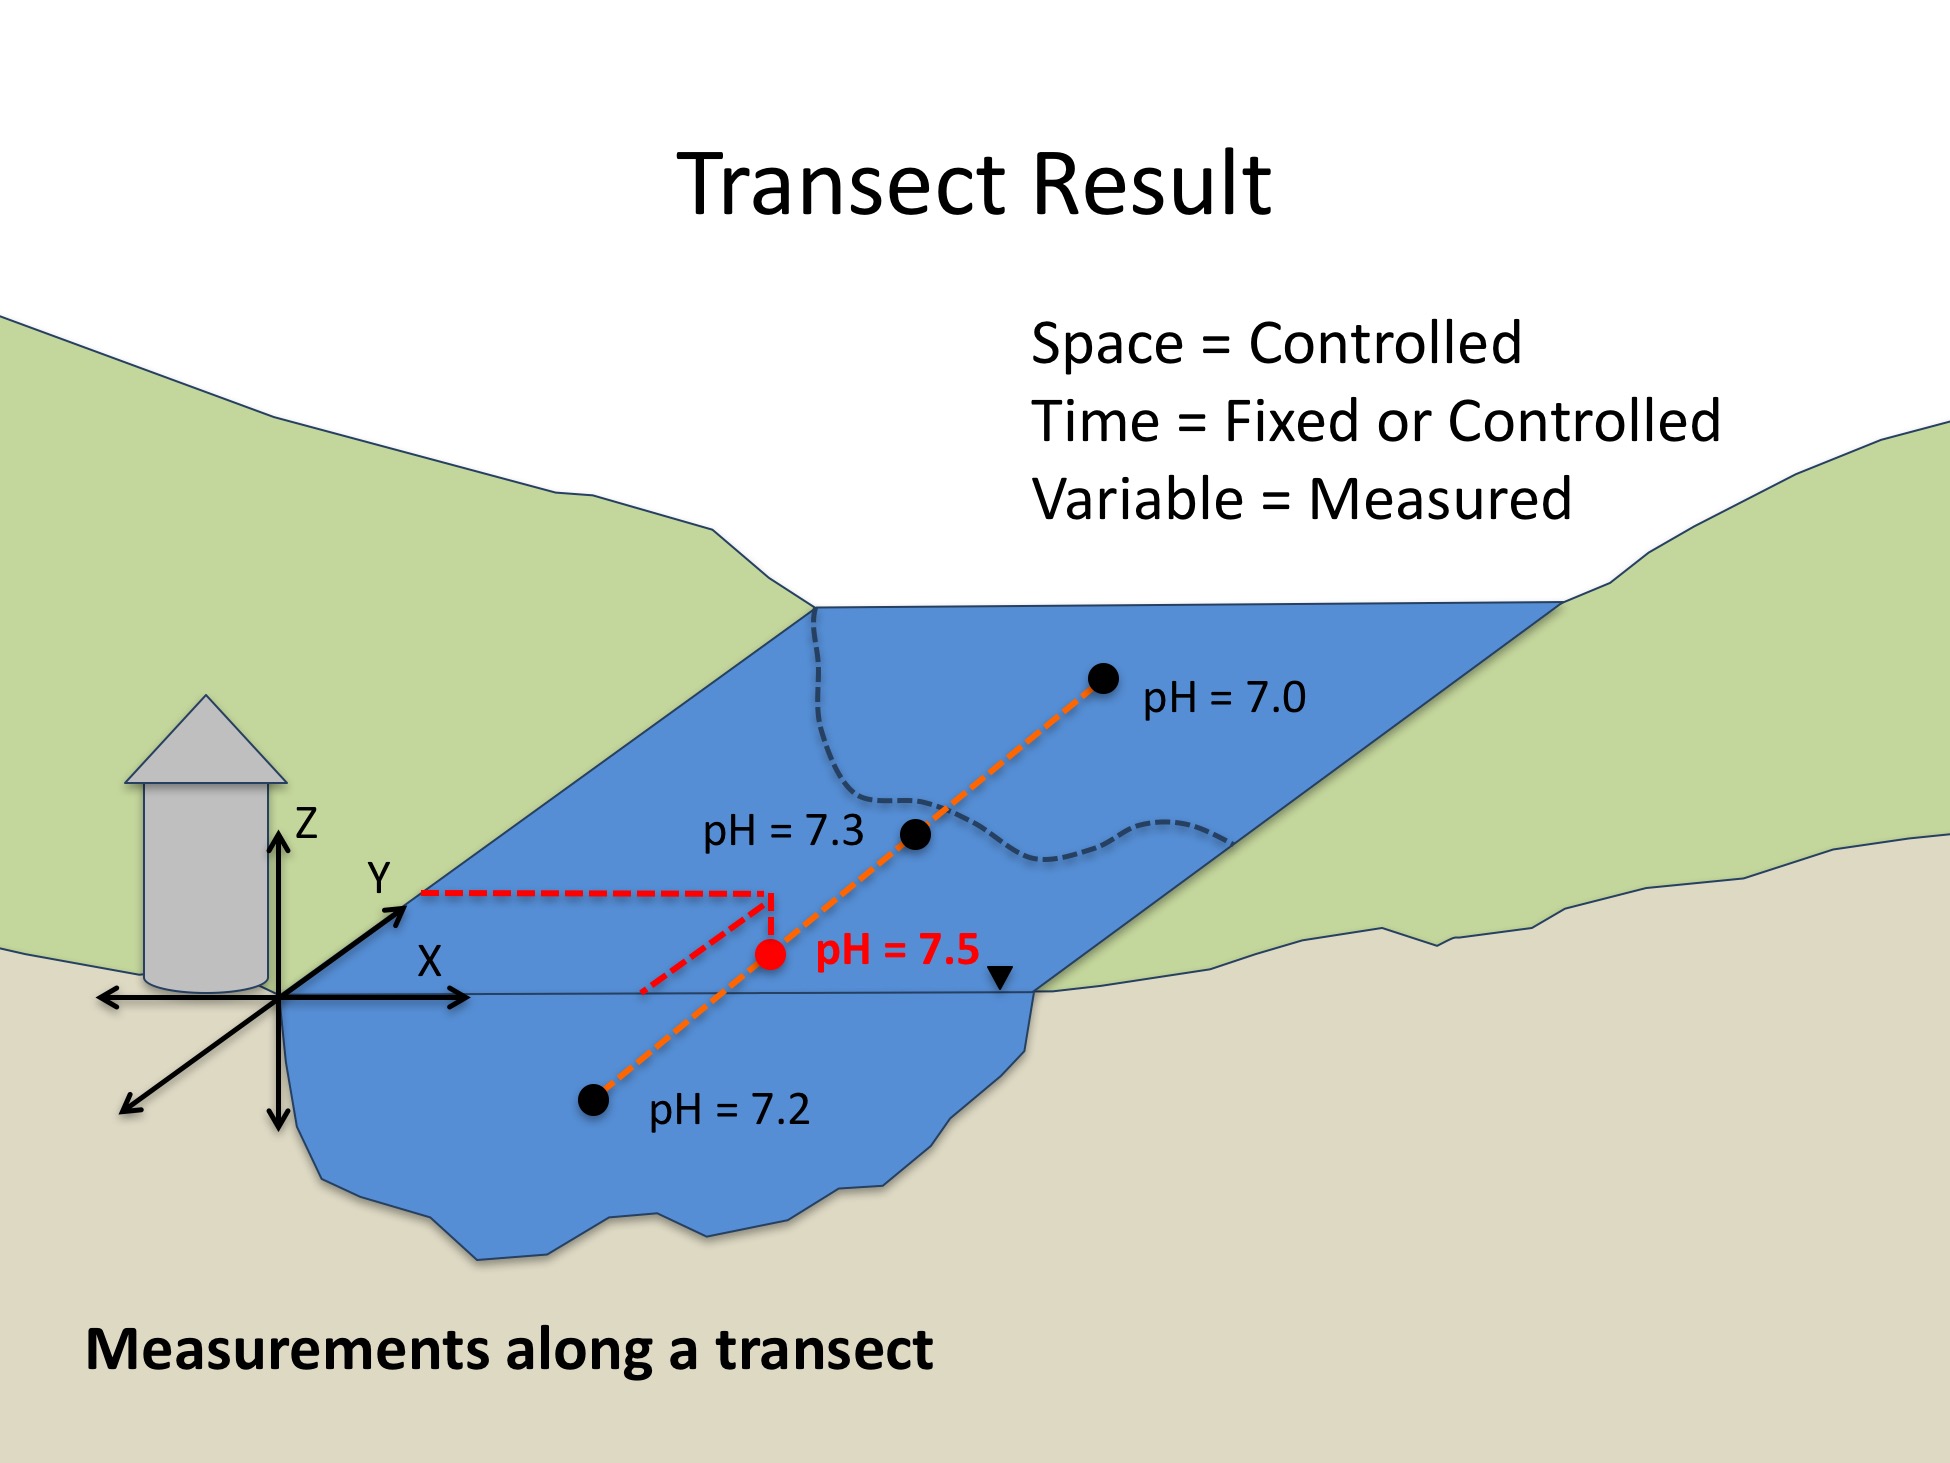 Transect Result
Space = Controlled
Time = Fixed or Controlled
Variable = Measured
pH = 7.0
Z
pH = 7.3
Y
X
pH = 7.5
pH = 7.2
Measurements along a transect